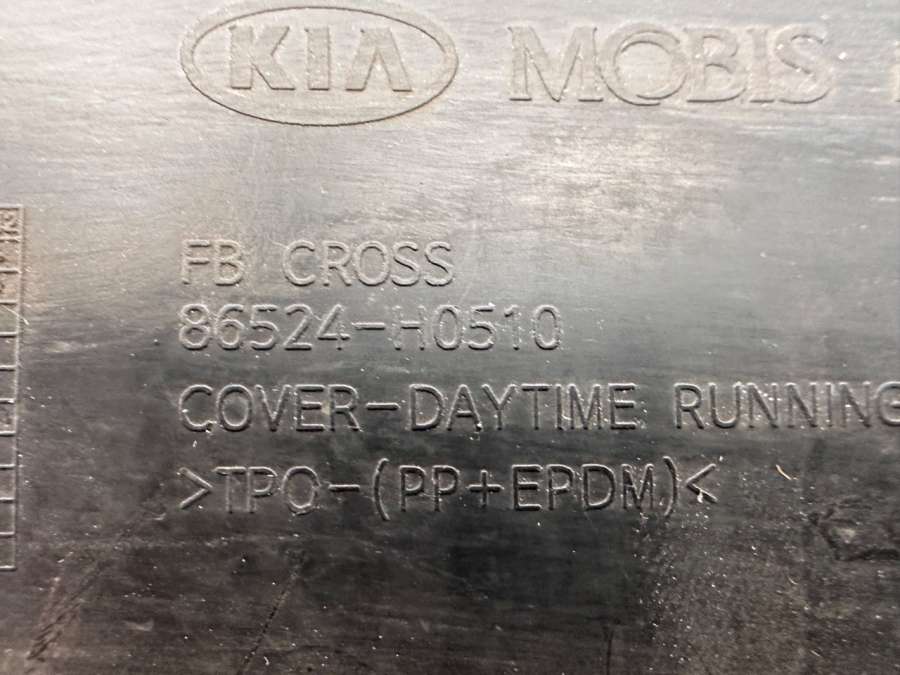 KIA MOBIS
FB CROSS
86524-H0510
COVER-DAYTIME RUNNING
>TPO-(PP+EPDM)<